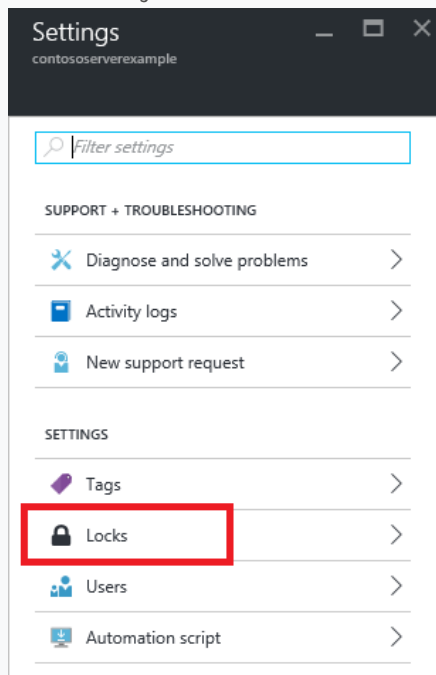 Settings
contososerverexample
Filter settings
SUPPORT + TROUBLESHOOTING
Diagnose and solve problems
Activity logs
New support request
SETTINGS
Tags
Locks
Users
Automation script